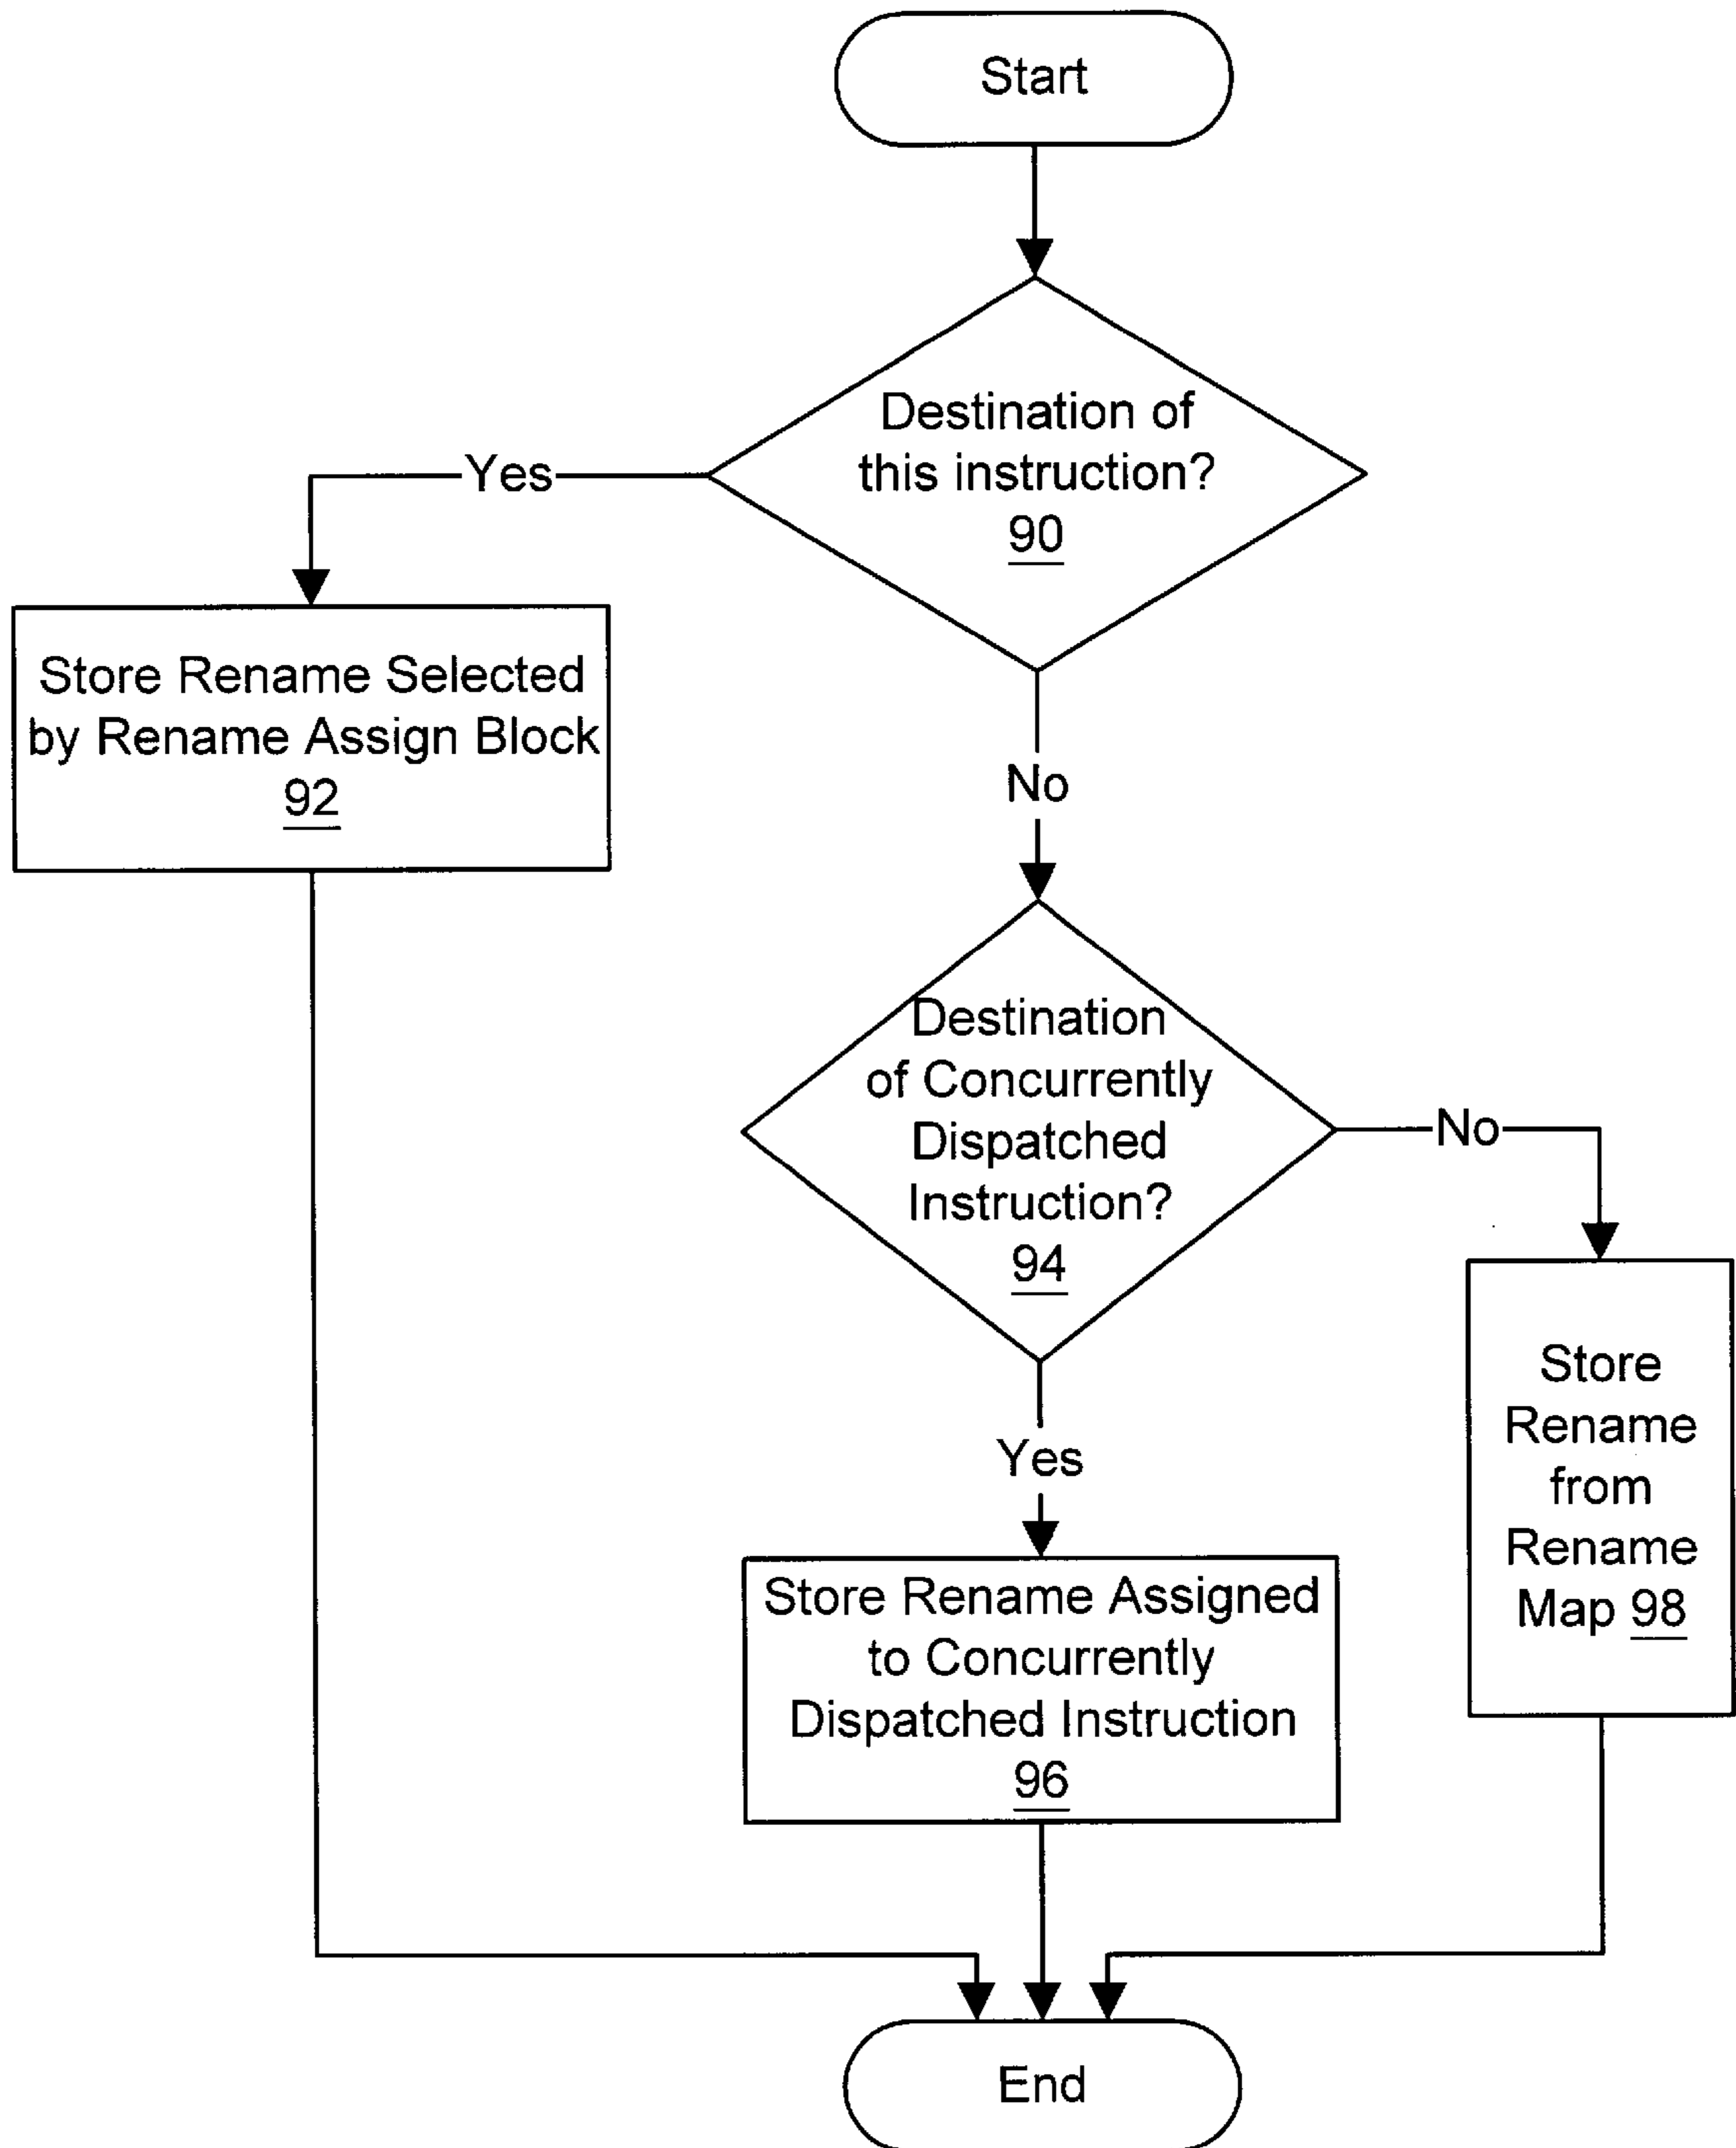 Start
Destination of
this instruction?
90
Yes
Store Rename Selected
by Rename Assign Block
92
No
Destination
of Concurrently
Dispatched
Instruction?
94
No
Store
Rename
from
Rename
Map 98
Yes
Store Rename Assigned
to Concurrently
Dispatched Instruction
96
End